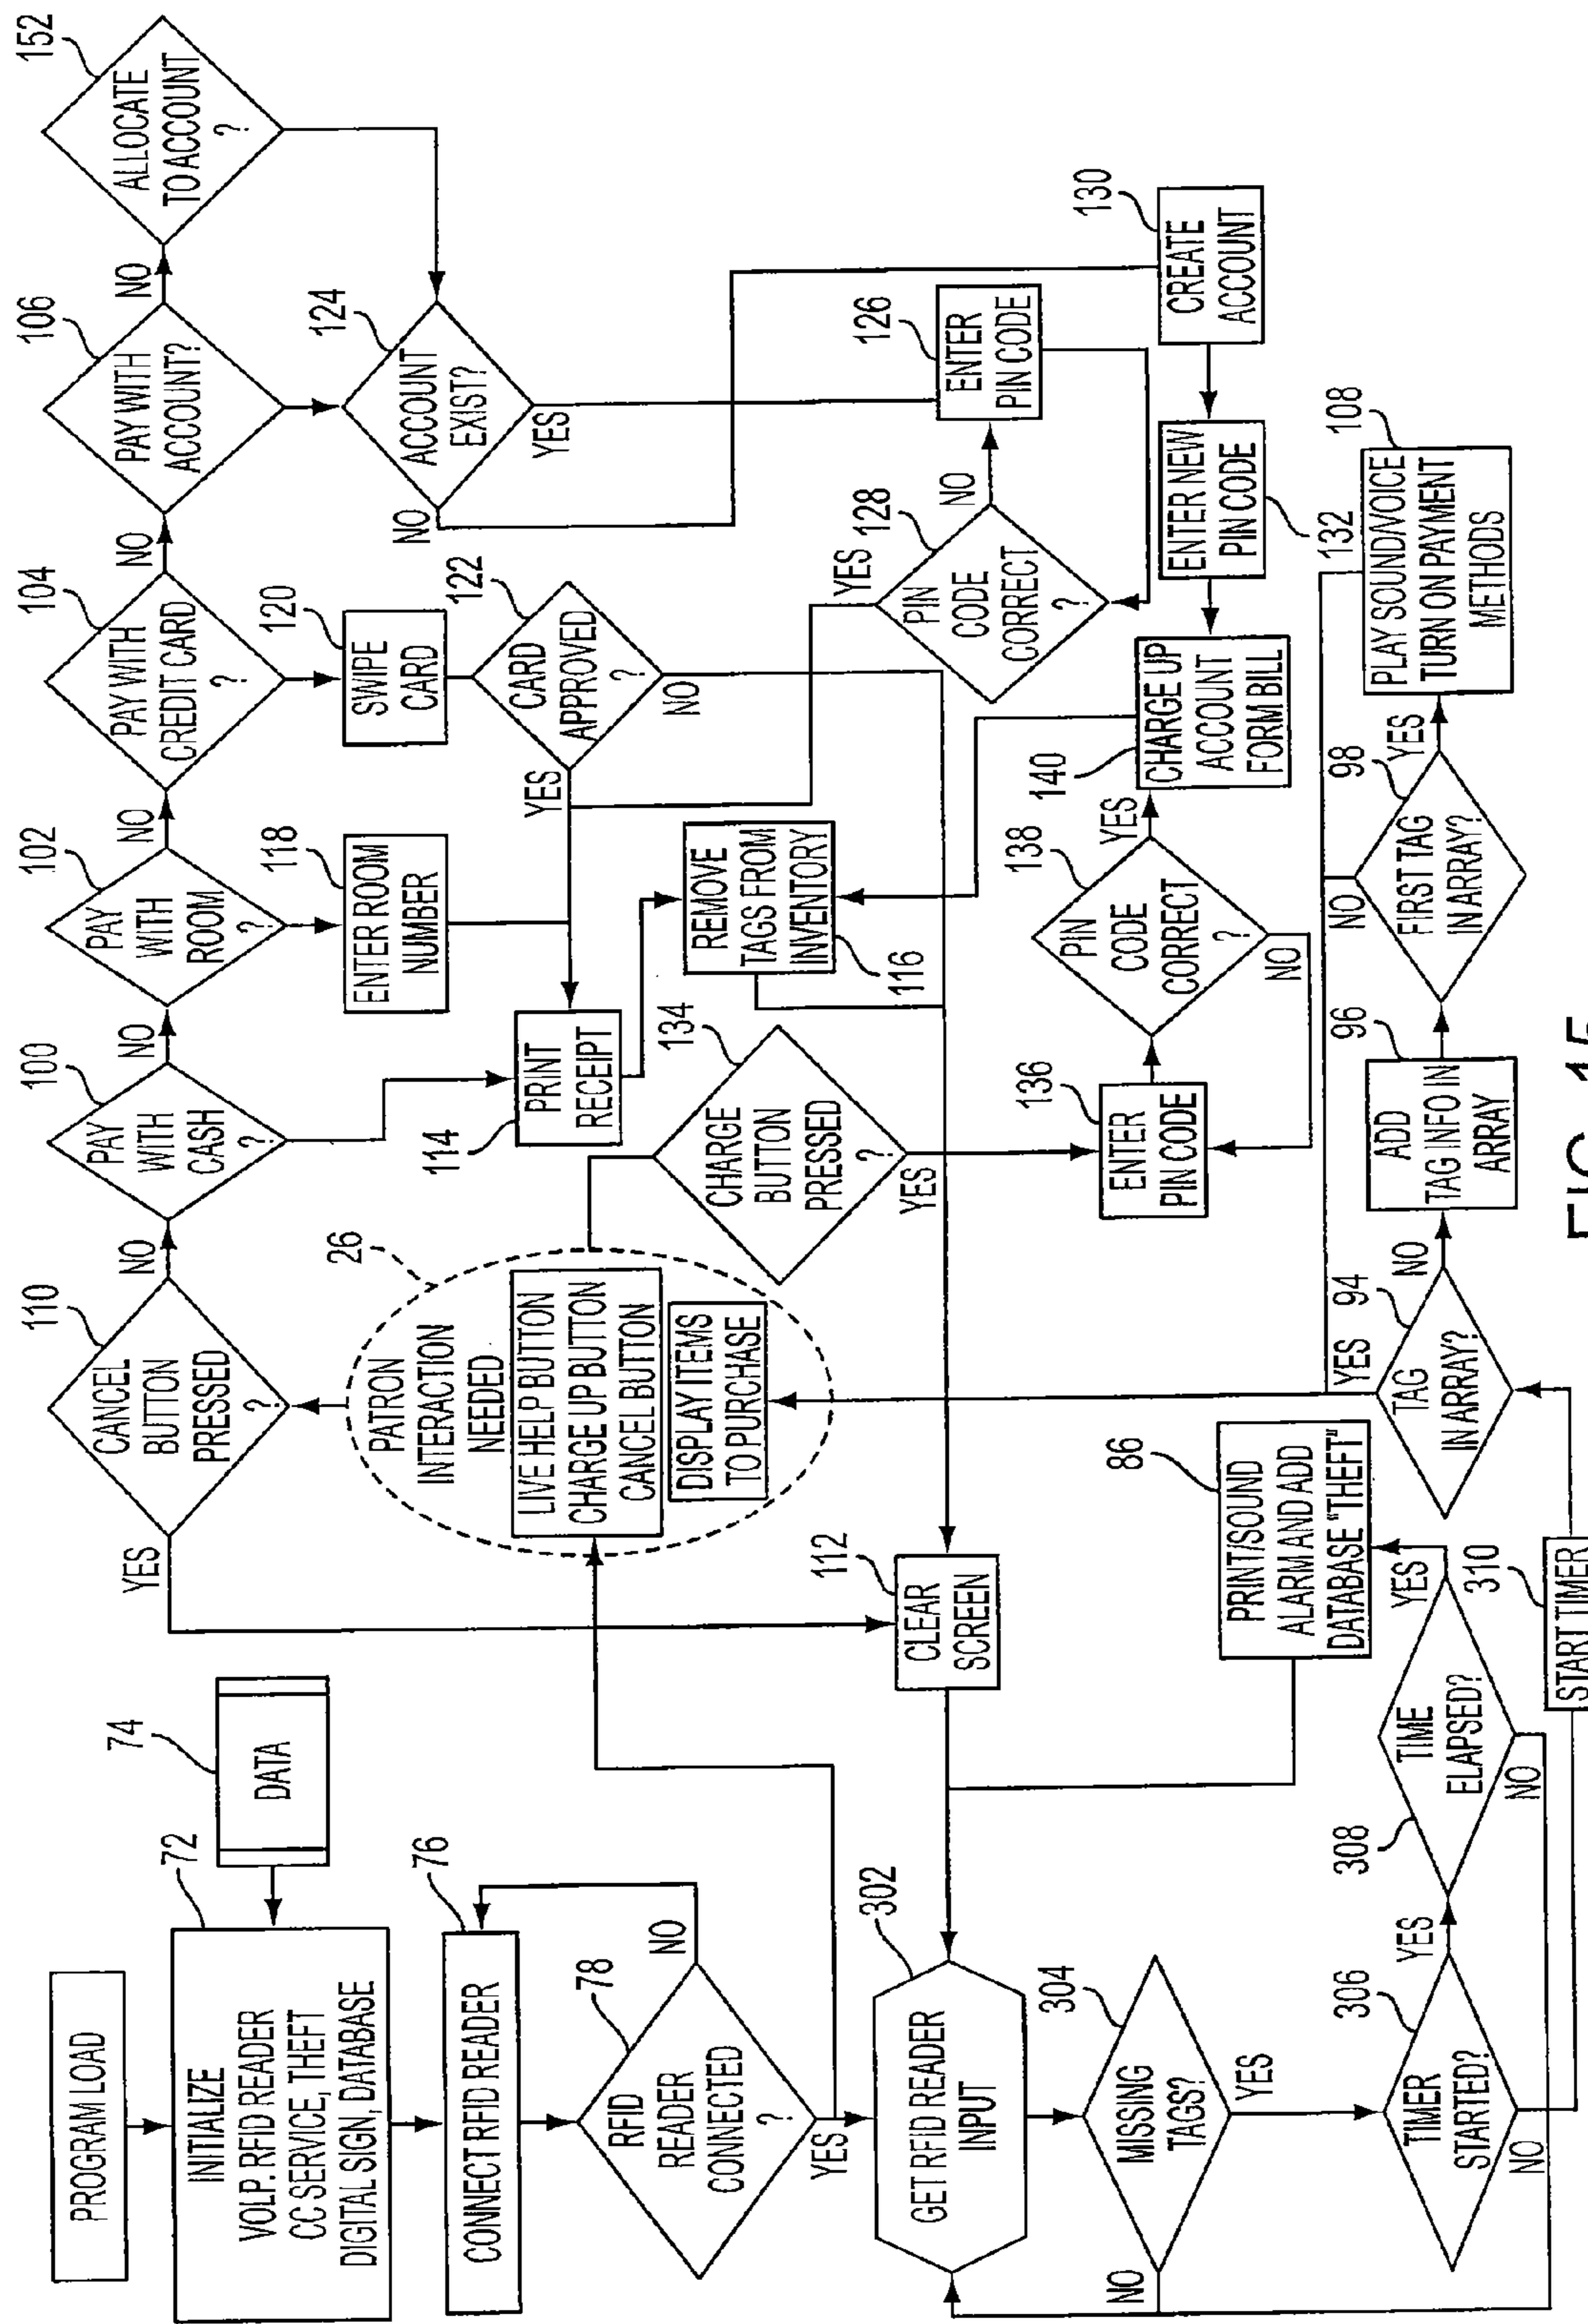 PROGRAM LOAD
72
INITIALIZE
VOLP. RFID READER
CC SERVICE, THEFT
DIGITAL SIGN, DATABASE
74
DATA
76
CONNECT RFID READER
78
RFID
READER
CONNECTED
?
NO
YES
302
GET RFID READER
INPUT
304
MISSING
TAGS?
NO
YES
306
TIMER
STARTED?
NO
YES
308
TIME
ELAPSED?
NO
YES
310
START TIMER
86
PRINT/SOUND
ALARM AND ADD
DATABASE "THEFT"
112
CLEAR
SCREEN
110
CANCEL
BUTTON
PRESSED
?
YES
NO
26
PATRON
INTERACTION
NEEDED
LIVE HELP BUTTON
CHARGE UP BUTTON
CANCEL BUTTON
DISPLAY ITEMS
TO PURCHASE
94
TAG
IN ARRAY?
YES
NO
96
ADD
TAG INFO IN
ARRAY
98
FIRST TAG
IN ARRAY?
NO
YES
108
PLAY SOUND/VOICE
TURN ON PAYMENT
METHODS
100
PAY
WITH
CASH
?
NO
102
PAY
WITH
ROOM
?
NO
104
PAY WITH
CREDIT CARD
?
NO
106
PAY WITH
ACCOUNT?
NO
152
ALLOCATE
TO ACCOUNT
?
118
ENTER ROOM
NUMBER
120
SWIPE
CARD
122
CARD
APPROVED
?
YES
NO
124
ACCOUNT
EXIST?
NO
YES
114
PRINT
RECEIPT
REMOVE
TAGS FROM
INVENTORY
116
134
CHARGE
BUTTON
PRESSED
?
YES
126
ENTER
PIN CODE
128
PIN
CODE
CORRECT
?
YES
NO
130
CREATE
ACCOUNT
ENTER NEW
PIN CODE
132
136
ENTER
PIN CODE
138
PIN
CODE
CORRECT
?
YES
NO
140
CHARGE UP
ACCOUNT
FORM BILL